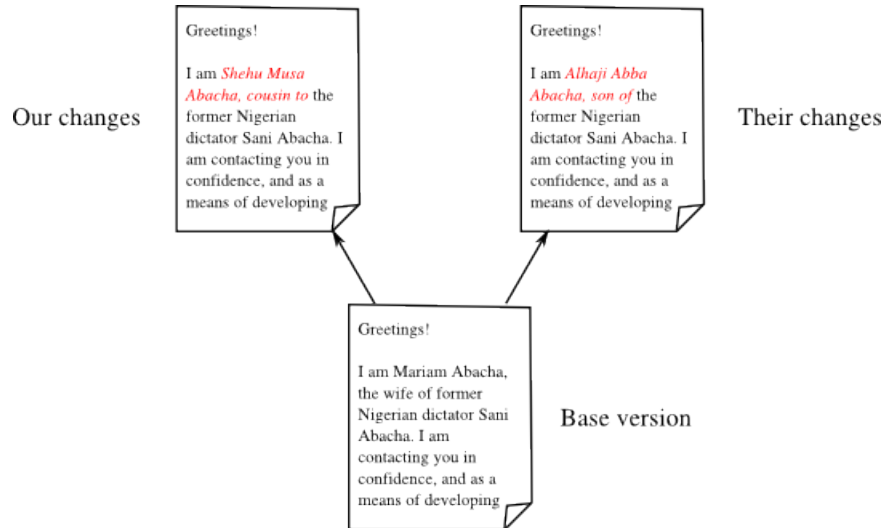 Our changes
Greetings!
I am Shehu Musa
Abacha, cousin to the
former Nigerian
dictator Sani Abacha. I
am contacting you in
confidence, and as a
means of developing
Greetings!
I am Alhaji Abba
Abacha, son of the
former Nigerian
dictator Sani Abacha. I
am contacting you in
confidence, and as a
means of developing
Their changes
Greetings!
I am Mariam Abacha,
the wife of former
Nigerian dictator Sani
Abacha. I am
contacting you in
confidence, and as a
means of developing
Base version